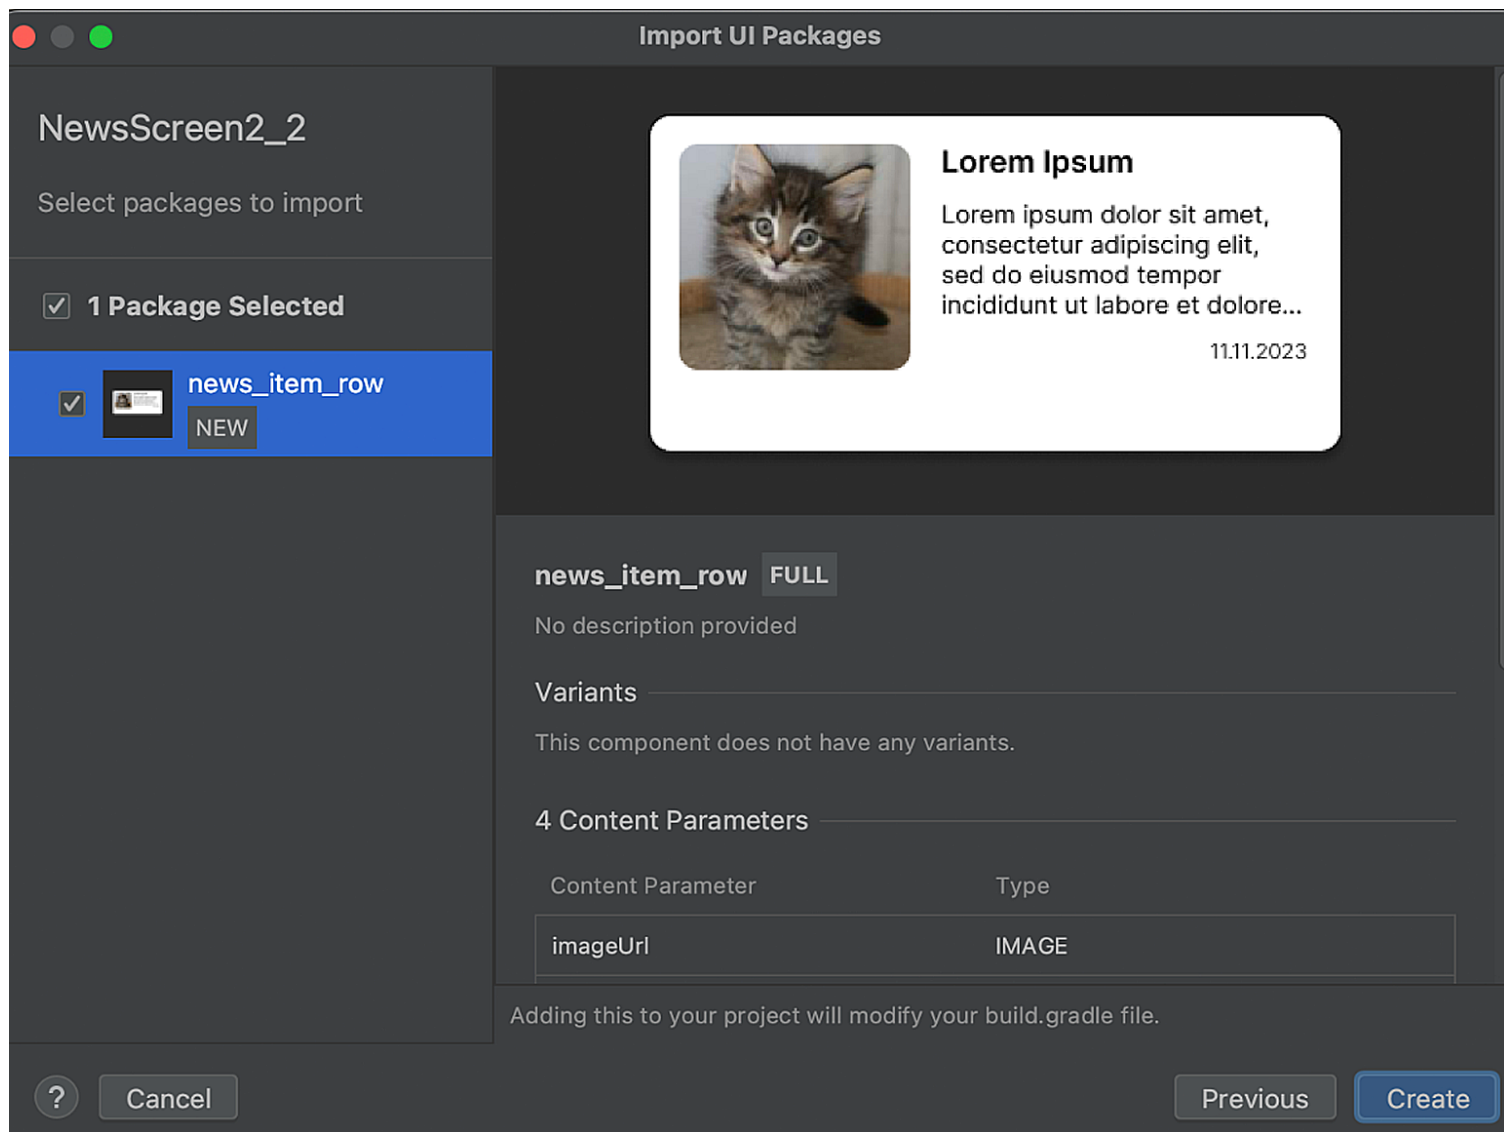 Import UI Packages
NewsScreen2_2
Select packages to import
1 Package Selected
news_item_row
NEW
Lorem Ipsum
Lorem ipsum dolor sit amet,
consectetur adipiscing elit,
sed do eiusmod tempor
incididunt ut labore et dolore...
11.11.2023
news_item_row FULL
No description provided
Variants
This component does not have any variants.
4 Content Parameters
Content Parameter Type
imageUrl IMAGE
Adding this to your project will modify your build.gradle file.
? Cancel Previous Create